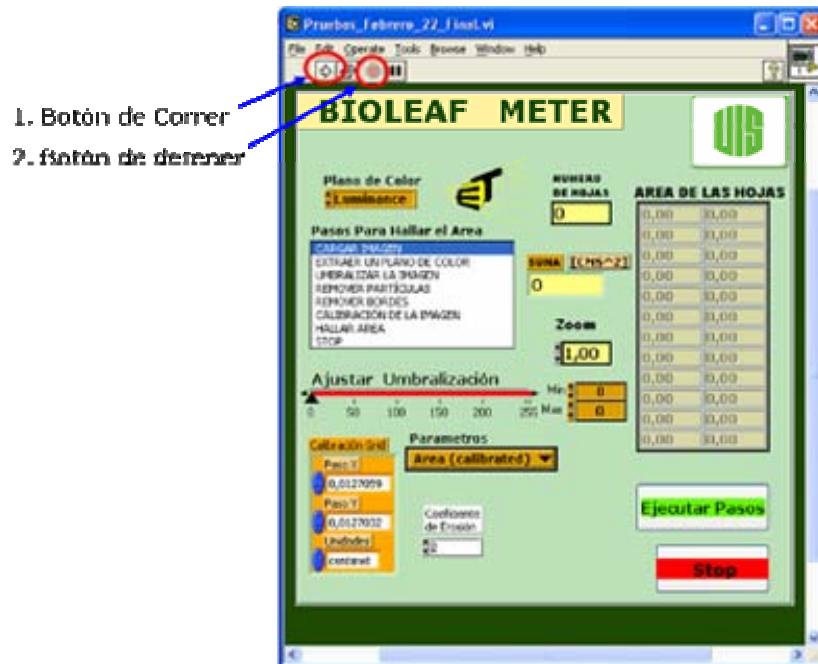 Pruebas_Febrero_22_Final.vi
File Edit Operate Tools Browse Window Help
1. Botón de Correr
2. Botón de detener
BIOLEAF METER
UIS
Plano de Color
Luminance
NUMERO
DE HOJAS
0
AREA DE LAS HOJAS
0,00 0,00
0,00 0,00
0,00 0,00
0,00 0,00
0,00 0,00
0,00 0,00
0,00 0,00
0,00 0,00
0,00 0,00
0,00 0,00
0,00 0,00
0,00 0,00
Pasos Para Hallar el Area
CARGAR IMAGEN
EXTRAER UN PLANO DE COLOR
UMBRALIZAR LA IMAGEN
REMOVER PARTÍCULAS
REMOVER BORDES
CALIBRACIÓN DE LA IMAGEN
HALLAR AREA
STOP
SUMA [CMS^2]
0
Zoom
1,00
Ajustar Umbralización
0 50 100 150 200 255
Min 0
Max 0
Calibración Grid
Paso X
0,0127099
Paso Y
0,0127032
Unidades
centimet
Parametros
Area (calibrated)
Coeficiente
de Erosión
Ejecutar Pasos
Stop